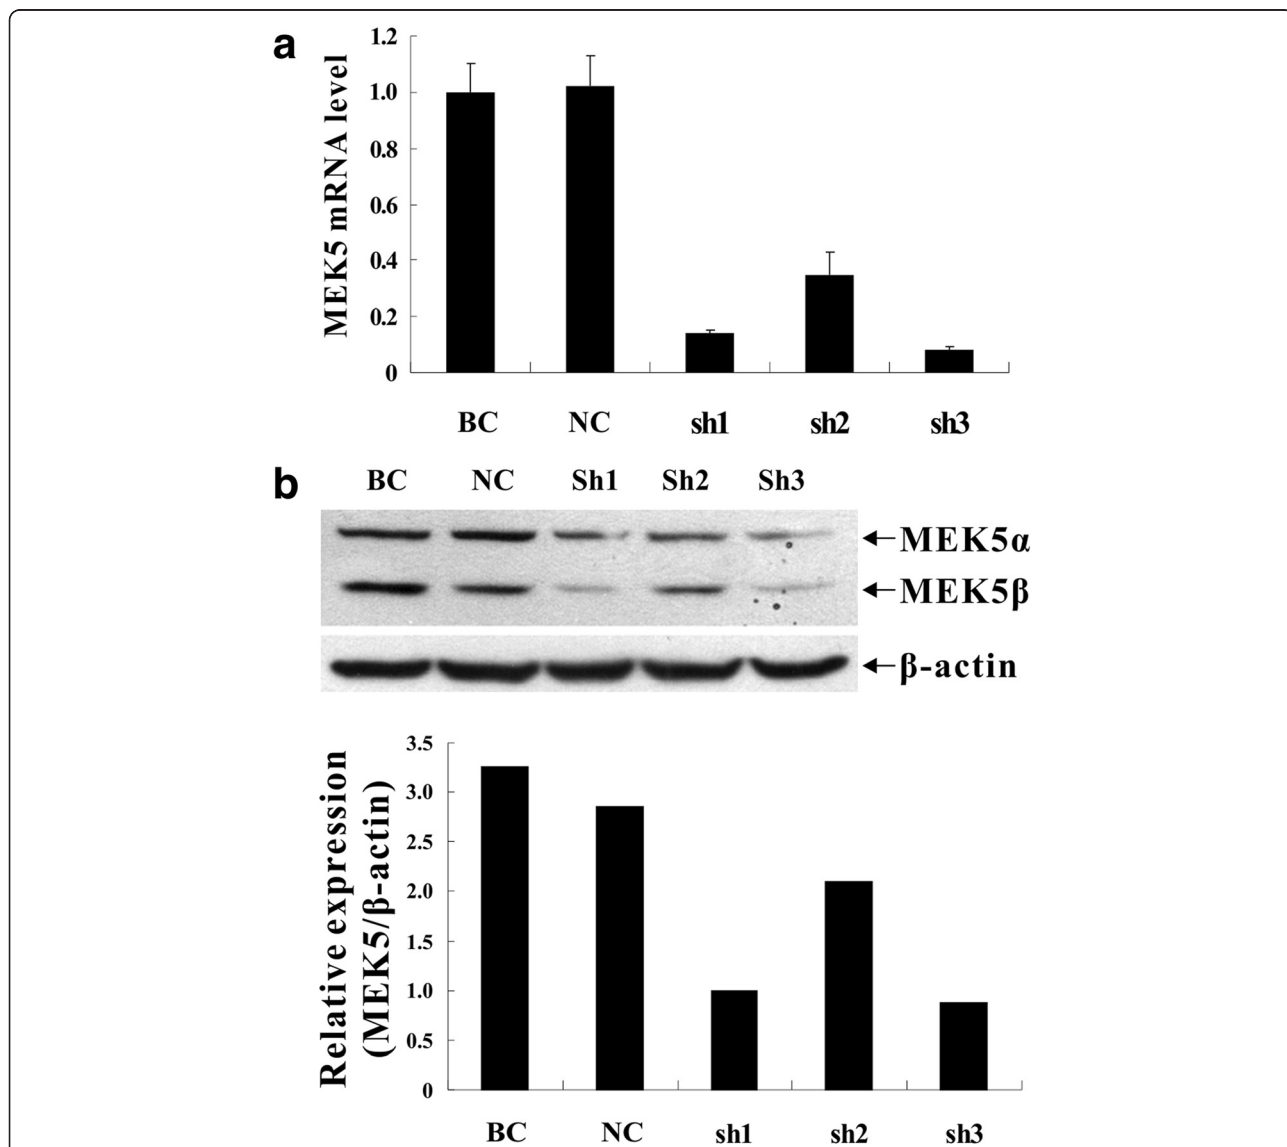 a
MEK5 mRNA level
1.2
1.0
0.8
0.6
0.4
0.2
0
BC NC sh1 sh2 sh3
b
BC NC Sh1 Sh2 Sh3
MEK5α
MEK5β
β-actin
Relative expression
(MEK5/β-actin)
3.5
3.0
2.5
2.0
1.5
1.0
0.5
0
BC NC sh1 sh2 sh3